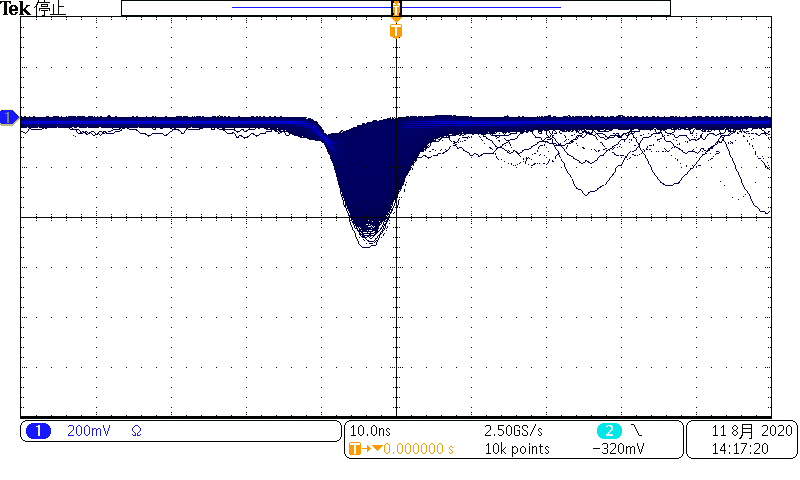 Tek 停止
T
T
1
1 200mV Ω
10.0ns 2.50GS/s 2
T→▼0.000000 s 10k points −320mV
11 8月 2020
14:17:20